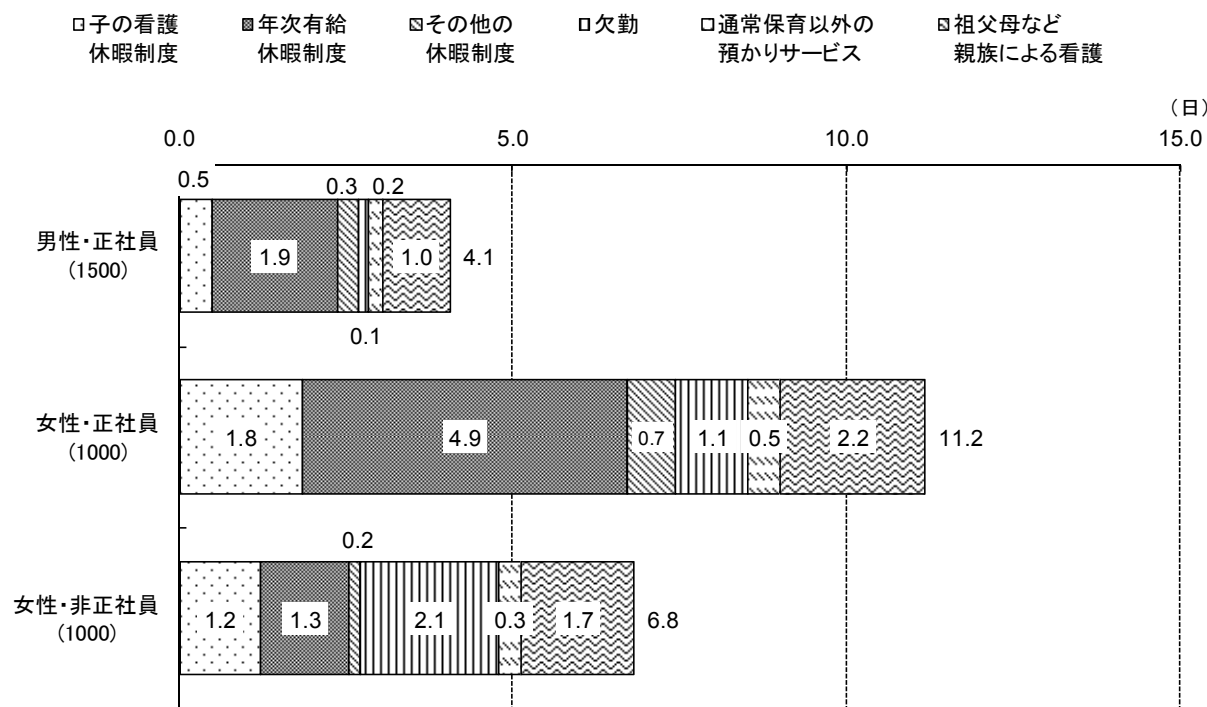 子の看護 年次有給 その他の 欠勤 通常保育以外の 祖父母など
休暇制度 休暇制度 休暇制度 預かりサービス 親族による看護
（日）
0.0 5.0 10.0 15.0
0.5 0.3 0.2
男性・正社員
(1500)
1.9 1.0 4.1
0.1
女性・正社員
(1000)
1.8 4.9 0.7 1.1 0.5 2.2 11.2
0.2
女性・非正社員
(1000)
1.2 1.3 2.1 0.3 1.7 6.8